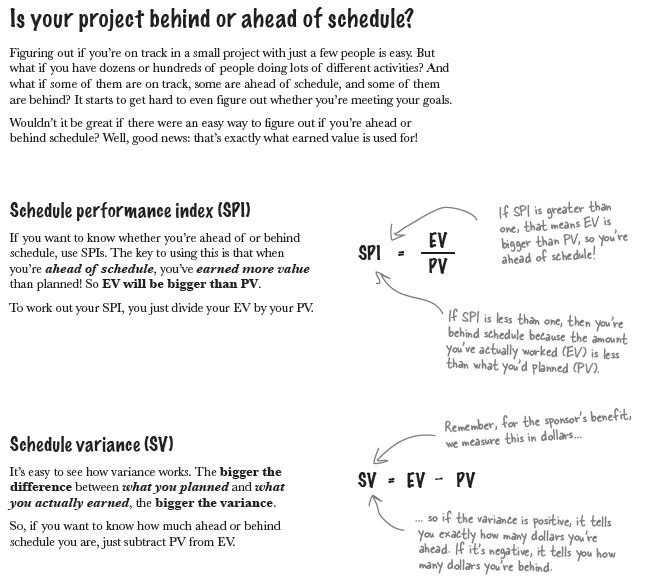 Is your project behind or ahead of schedule?
Figuring out if you're on track in a small project with just a few people is easy. But
what if you have dozens or hundreds of people doing lots of different activities? And
what if some of them are on track, some are ahead of schedule, and some of them
are behind? It starts to get hard to even figure out whether you're meeting your goals.
Wouldn't it be great if there were an easy way to figure out if you're ahead or
behind schedule? Well, good news: that's exactly what earned value is used for!
Schedule performance index (SPI)
If you want to know whether you're ahead of or behind
schedule, use SPIs. The key to using this is that when
you're ahead of schedule, you've earned more value
than planned! So EV will be bigger than PV.
To work out your SPI, you just divide your EV by your PV.
SPI = EV
PV
If SPI is greater than
one, that means EV is
bigger than PV, so you're
ahead of schedule!
If SPI is less than one, then you're
behind schedule because the amount
you've actually worked (EV) is less
than what you'd planned (PV).
Schedule variance (SV)
It's easy to see how variance works. The bigger the
difference between what you planned and what
you actually earned, the bigger the variance.
So, if you want to know how much ahead or behind
schedule you are, just subtract PV from EV.
Remember, for the sponsor's benefit,
we measure this in dollars...
SV = EV - PV
... so if the variance is positive, it tells
you exactly how many dollars you're
ahead. If it's negative, it tells you how
many dollars you're behind.